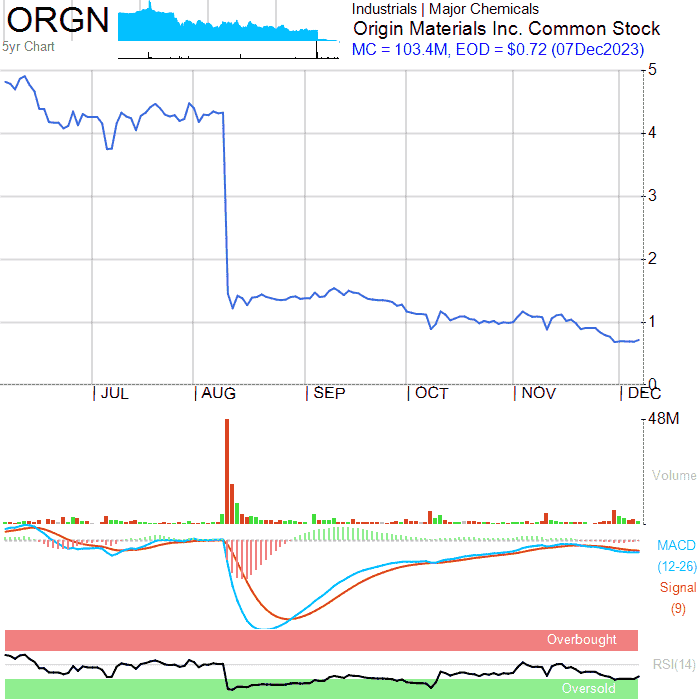 ORGN
5yr Chart
Industrials | Major Chemicals
Origin Materials Inc. Common Stock
MC = 103.4M, EOD = $0.72 (07Dec2023)
5
4
3
2
1
0
JUL
AUG
SEP
OCT
NOV
DEC
48M
Volume
MACD
(12-26)
Signal
(9)
Overbought
RSI(14)
Oversold